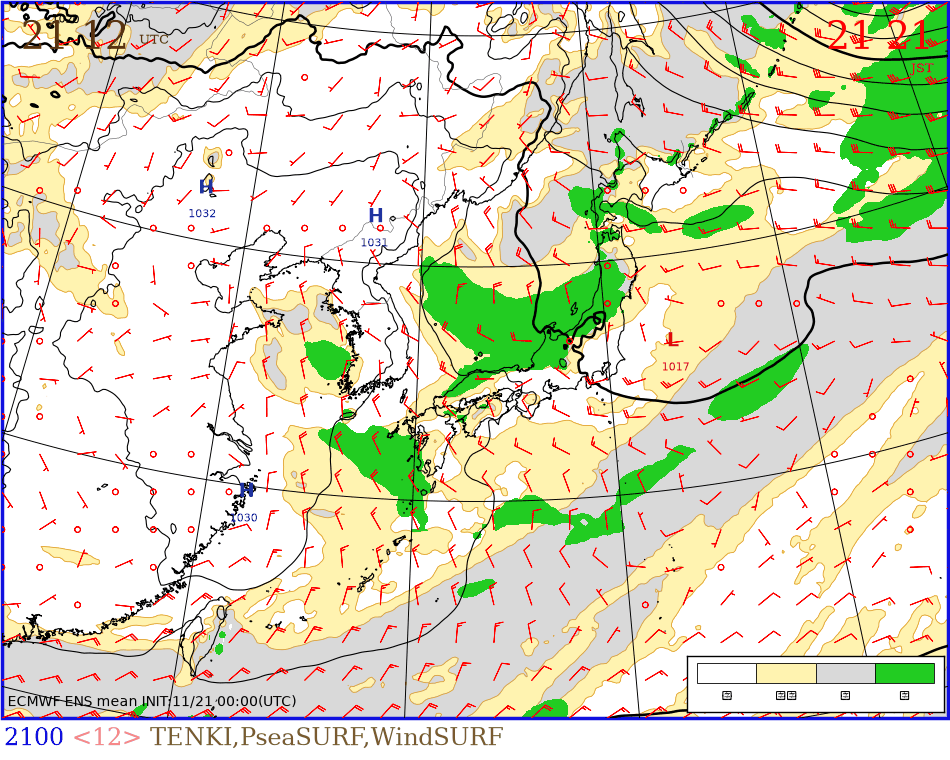 21 12 UTC
21 21
JST
H
1032
H
1031
L
1017
H
1030
ECMWF ENS mean INIT:11/21 00:00(UTC)
2100 <12> TENKI,PseaSURF,WindSURF